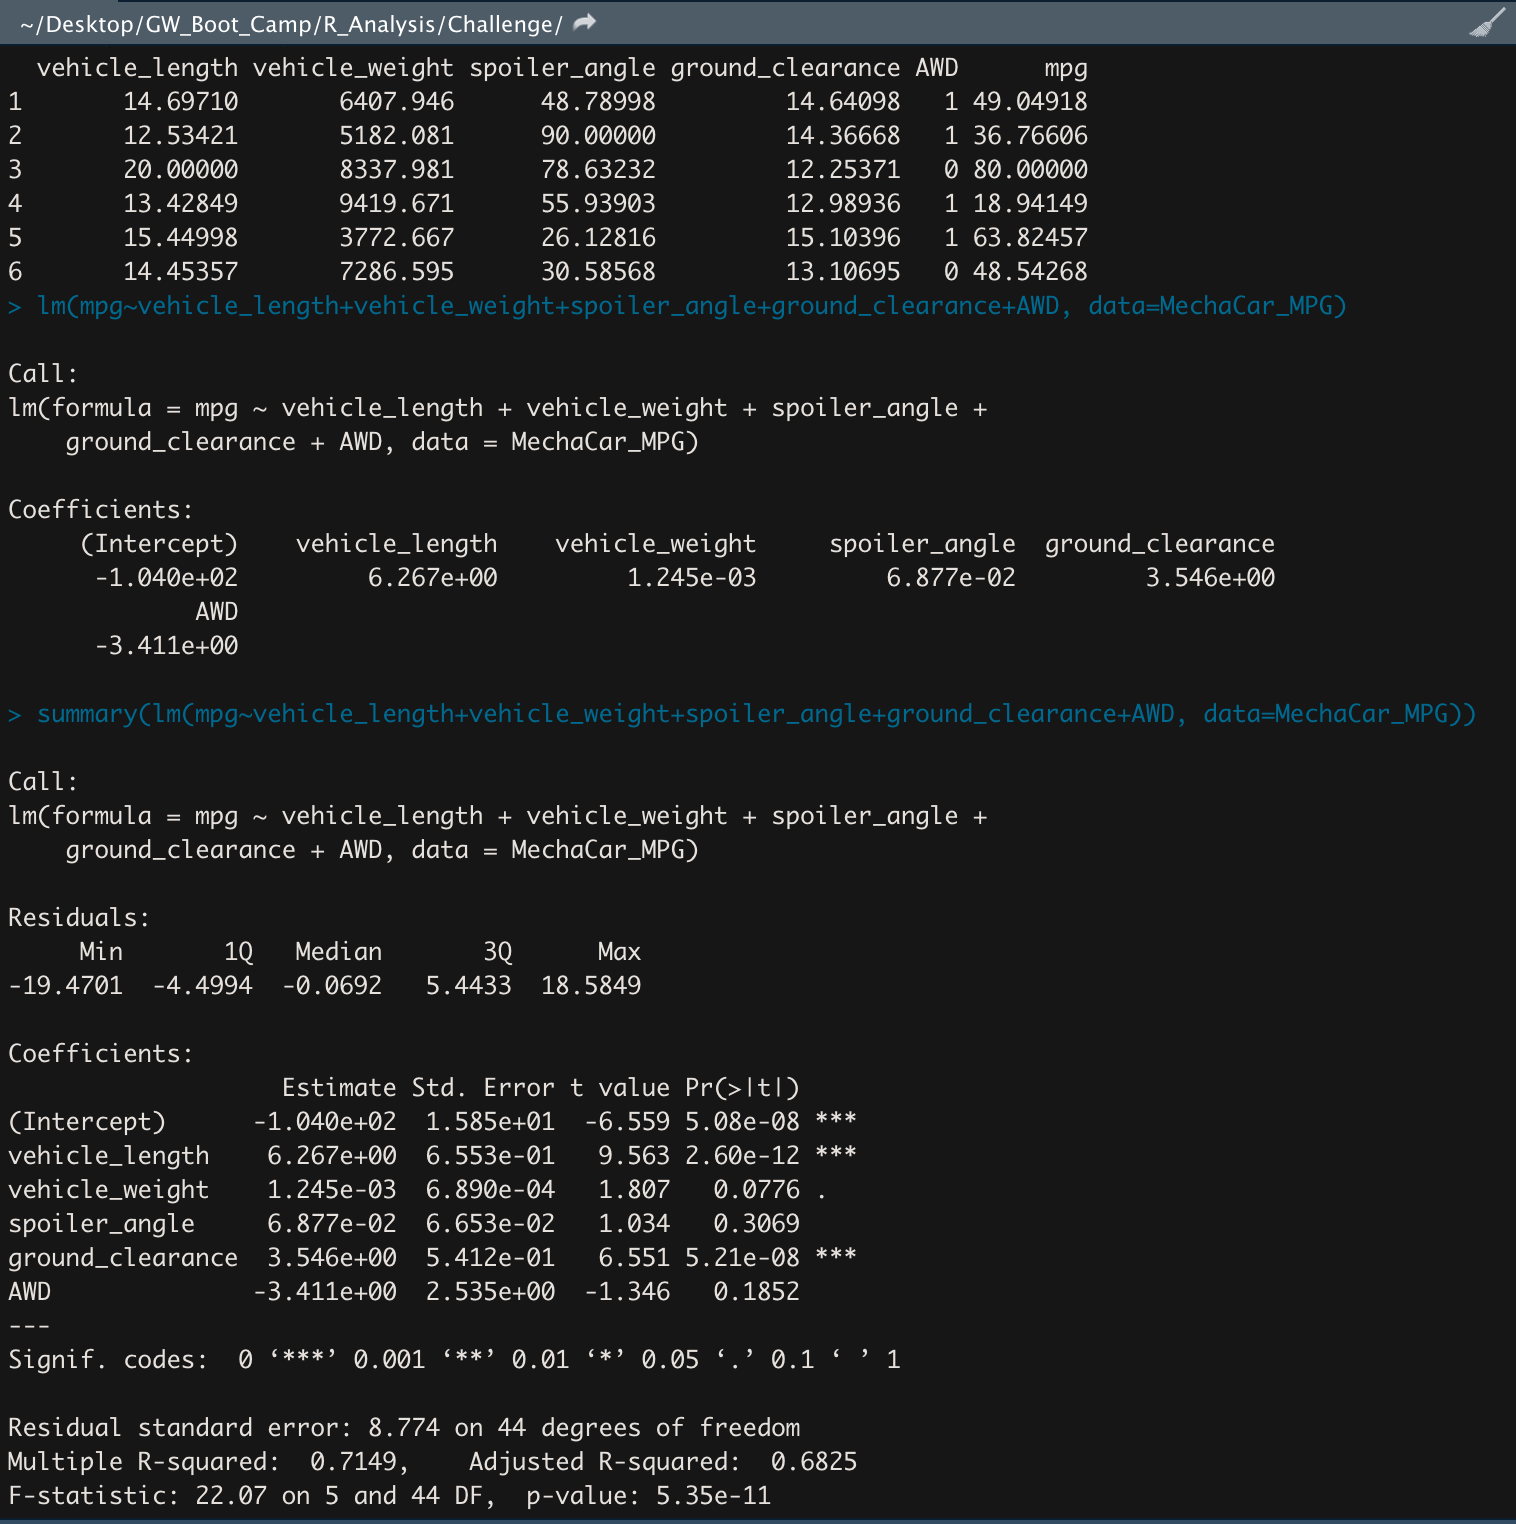 ~/Desktop/GW_Boot_Camp/R_Analysis/Challenge/
  vehicle_length vehicle_weight spoiler_angle ground_clearance AWD      mpg
1       14.69710       6407.946      48.78998         14.64098   1 49.04918
2       12.53421       5182.081      90.00000         14.36668   1 36.76606
3       20.00000       8337.981      78.63232         12.25371   0 80.00000
4       13.42849       9419.671      55.93903         12.98936   1 18.94149
5       15.44998       3772.667      26.12816         15.10396   1 63.82457
6       14.45357       7286.595      30.58568         13.10695   0 48.54268
> lm(mpg~vehicle_length+vehicle_weight+spoiler_angle+ground_clearance+AWD, data=MechaCar_MPG)
Call:
lm(formula = mpg ~ vehicle_length + vehicle_weight + spoiler_angle +
    ground_clearance + AWD, data = MechaCar_MPG)
Coefficients:
     (Intercept)    vehicle_length    vehicle_weight     spoiler_angle  ground_clearance
      -1.040e+02         6.267e+00         1.245e-03         6.877e-02         3.546e+00
             AWD
      -3.411e+00
> summary(lm(mpg~vehicle_length+vehicle_weight+spoiler_angle+ground_clearance+AWD, data=MechaCar_MPG))
Call:
lm(formula = mpg ~ vehicle_length + vehicle_weight + spoiler_angle +
    ground_clearance + AWD, data = MechaCar_MPG)
Residuals:
     Min       1Q   Median       3Q      Max
-19.4701  -4.4994  -0.0692   5.4433  18.5849
Coefficients:
                   Estimate Std. Error t value Pr(>|t|)
(Intercept)      -1.040e+02  1.585e+01  -6.559 5.08e-08 ***
vehicle_length    6.267e+00  6.553e-01   9.563 2.60e-12 ***
vehicle_weight    1.245e-03  6.890e-04   1.807   0.0776 .
spoiler_angle     6.877e-02  6.653e-02   1.034   0.3069
ground_clearance  3.546e+00  5.412e-01   6.551 5.21e-08 ***
AWD              -3.411e+00  2.535e+00  -1.346   0.1852
---
Signif. codes:  0 ‘***’ 0.001 ‘**’ 0.01 ‘*’ 0.05 ‘.’ 0.1 ‘ ’ 1
Residual standard error: 8.774 on 44 degrees of freedom
Multiple R-squared:  0.7149,    Adjusted R-squared:  0.6825
F-statistic: 22.07 on 5 and 44 DF,  p-value: 5.35e-11